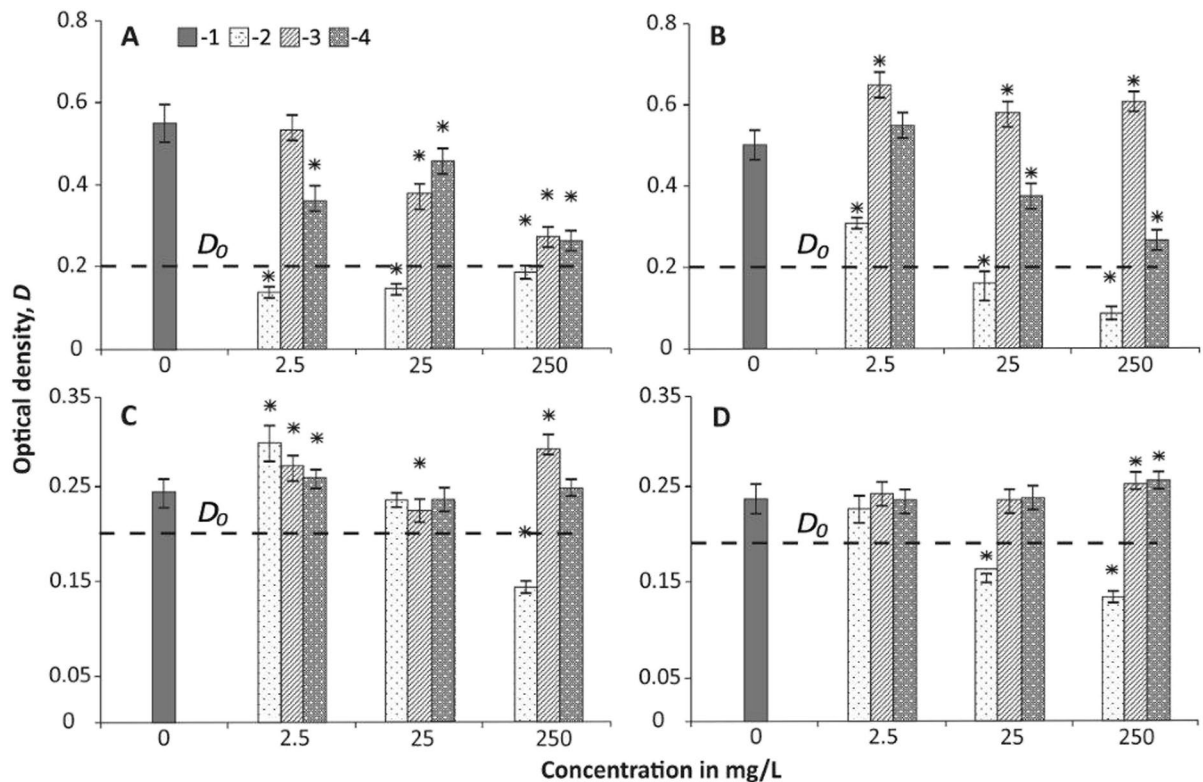 Optical density, D
A
-1 -2 -3 -4
0.8
0.6
0.4
0.2
0
D0
* * * * * * * *
0 2.5 25 250
B
0.8
0.6
0.4
0.2
0
D0
* * * * * * * *
0 2.5 25 250
C
0.35
0.25
0.15
0.05
0
D0
* * * * * *
0 2.5 25 250
D
0.35
0.25
0.15
0.05
0
D0
* * * *
0 2.5 25 250
Concentration in mg/L